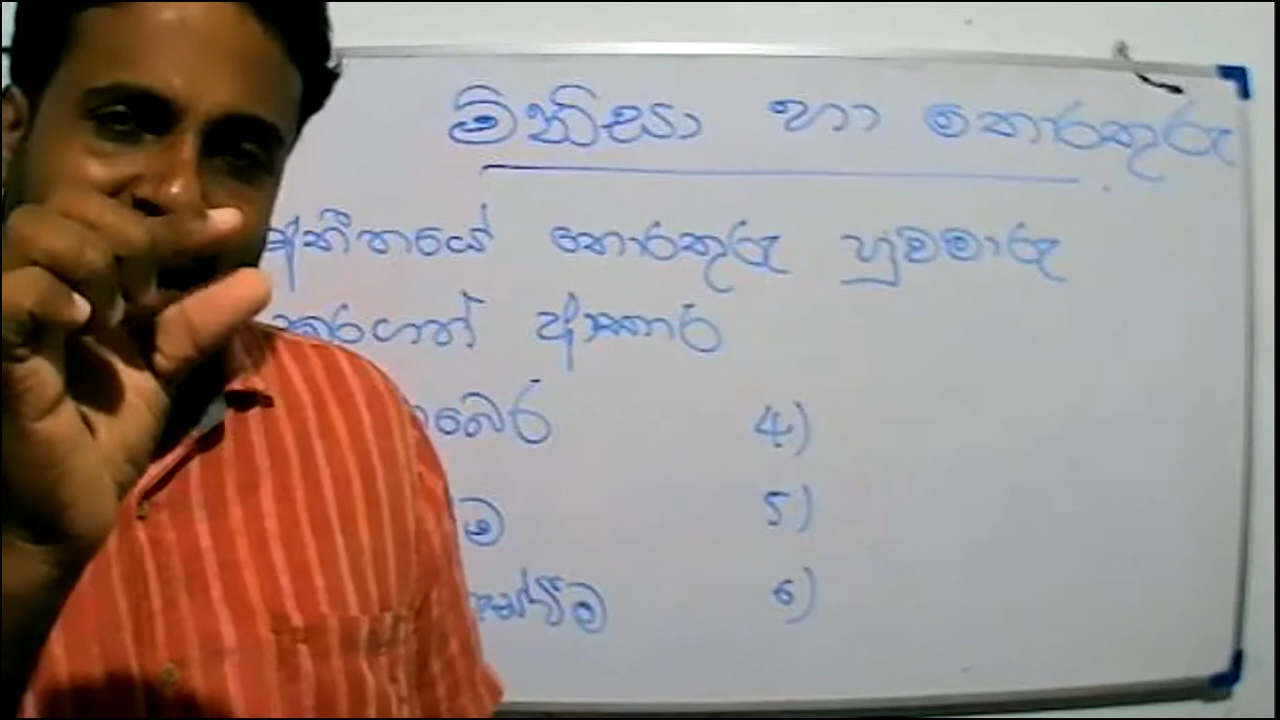 මිනිසා හා තොරතුරු
අතීතයේ තොරතුරු හුවමාරු
කරගත් ආකාර
බෙර 4)
5)
6)